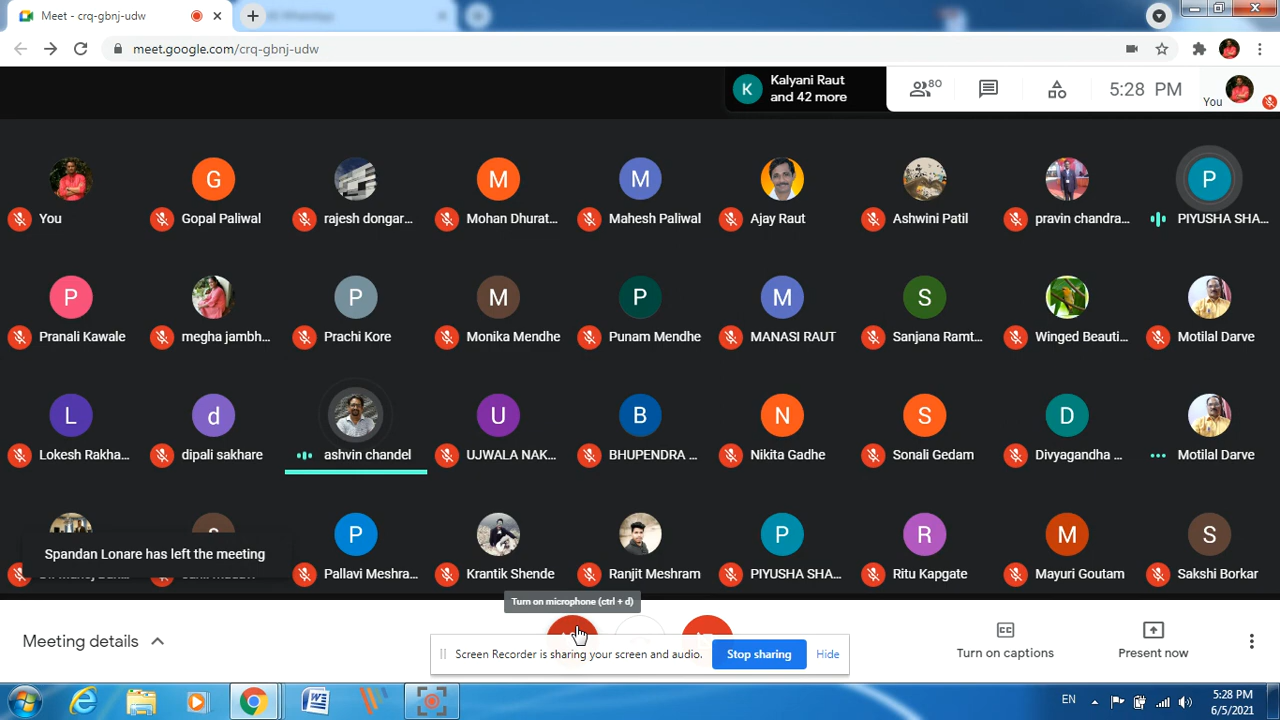 Meet - crq-gbnj-udw
meet.google.com/crq-gbnj-udw
K
Kalyani Raut
and 42 more
80
5:28 PM
You
You
G
Gopal Paliwal
rajesh dongar...
M
Mohan Dhurat...
M
Mahesh Paliwal
Ajay Raut
Ashwini Patil
pravin chandra...
P
PIYUSHA SHA...
P
Pranali Kawale
megha jambh...
P
Prachi Kore
M
Monika Mendhe
P
Punam Mendhe
M
MANASI RAUT
S
Sanjana Ramt...
Winged Beauti...
Motilal Darve
L
Lokesh Rakha...
d
dipali sakhare
ashvin chandel
U
UJWALA NAK...
B
BHUPENDRA ...
N
Nikita Gadhe
S
Sonali Gedam
D
Divyagandha ...
Motilal Darve
Spandan Lonare has left the meeting
P
Pallavi Meshra...
Krantik Shende
Ranjit Meshram
P
PIYUSHA SHA...
R
Ritu Kapgate
M
Mayuri Goutam
S
Sakshi Borkar
Turn on microphone (ctrl + d)
Meeting details
Screen Recorder is sharing your screen and audio.
Stop sharing
Hide
Turn on captions
Present now
EN
5:28 PM
6/5/2021